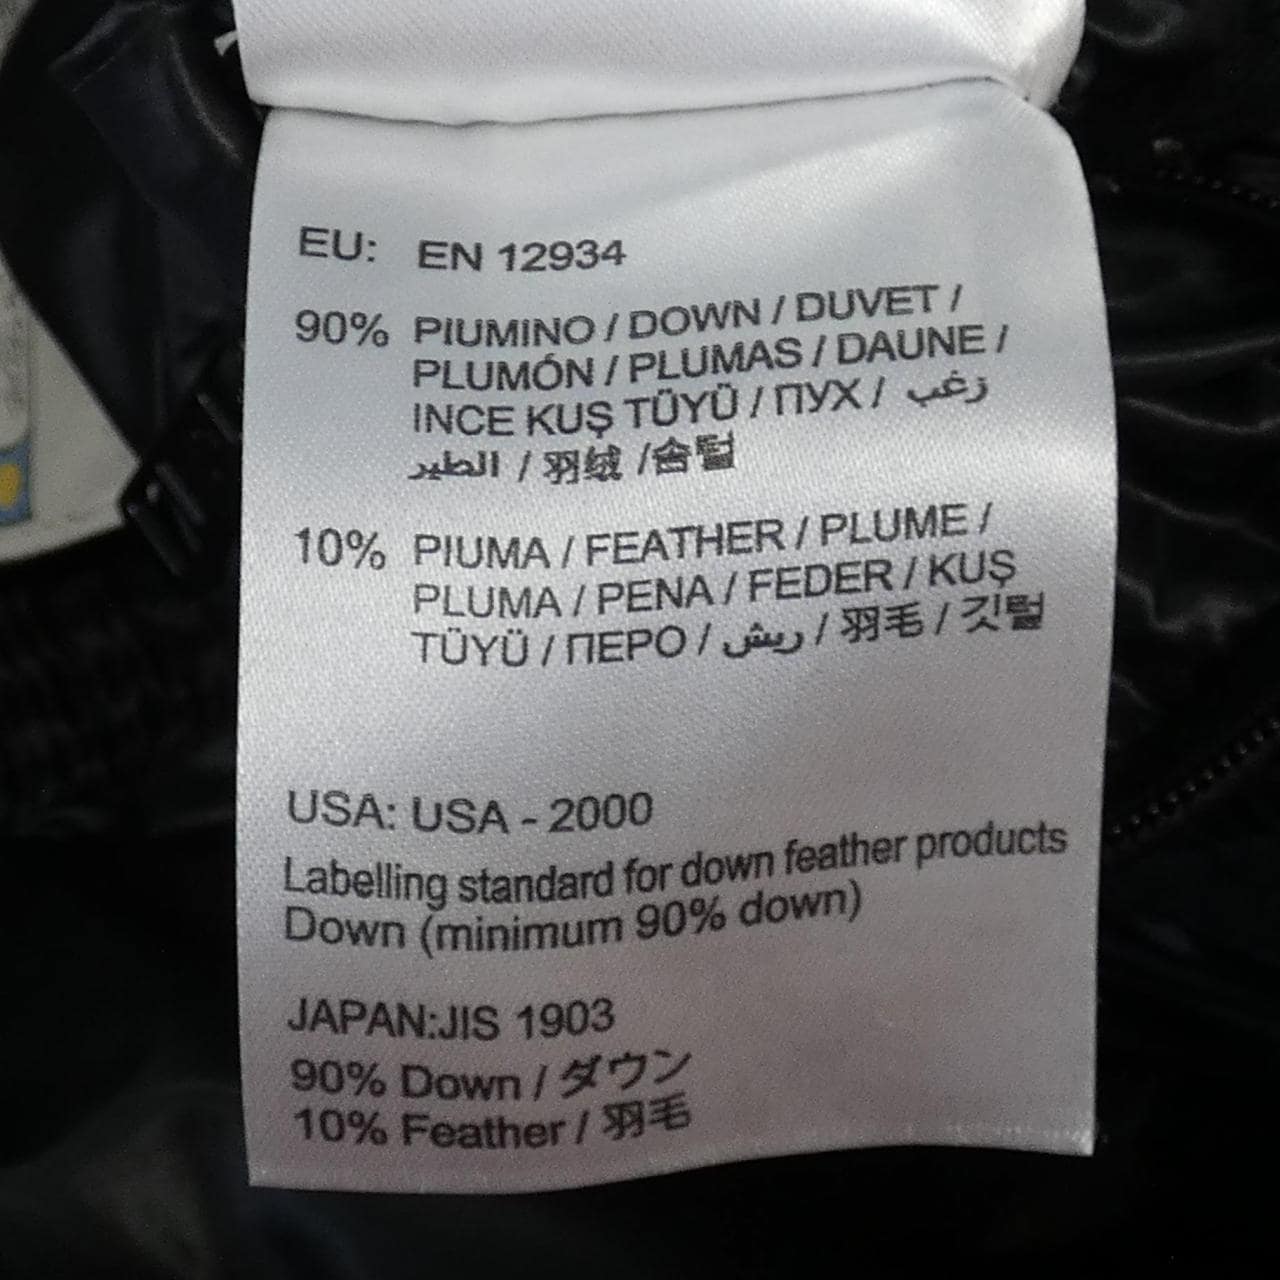 EU: EN 12934
90% PIUMINO / DOWN / DUVET /
PLUMÓN / PLUMAS / DAUNE /
INCE KUŞ TÜYÜ / ПУХ / زغب
الطير / 羽绒 /솜털
10% PIUMA / FEATHER / PLUME /
PLUMA / PENA / FEDER / KUŞ
TÜYÜ / ПЕРО / ريش / 羽毛 / 깃털
USA: USA - 2000
Labelling standard for down feather products
Down (minimum 90% down)
JAPAN:JIS 1903
90% Down / ダウン
10% Feather / 羽毛